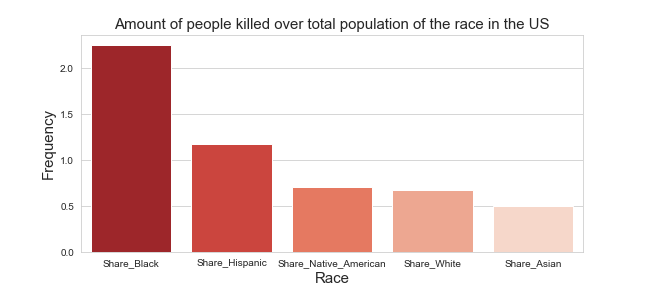 Amount of people killed over total population of the race in the US
Frequency
2.0
1.5
1.0
0.5
0.0
Share_Black
Share_Hispanic
Share_Native_American
Share_White
Share_Asian
Race